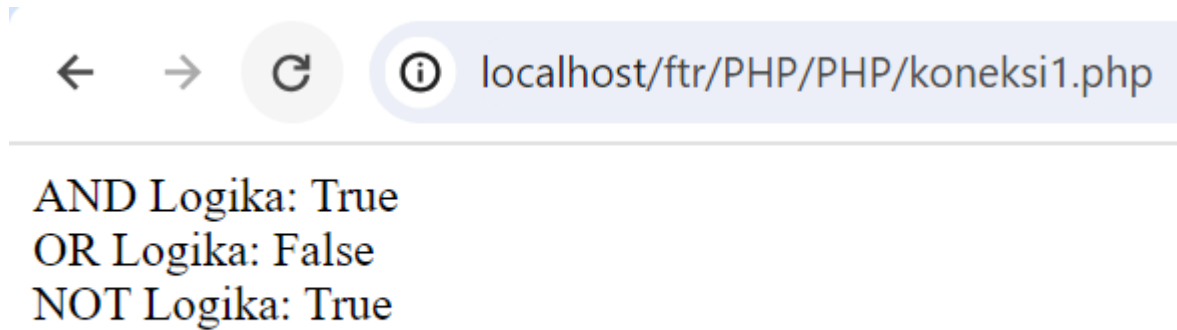 localhost/ftr/PHP/PHP/koneksi1.php
AND Logika: True
OR Logika: False
NOT Logika: True